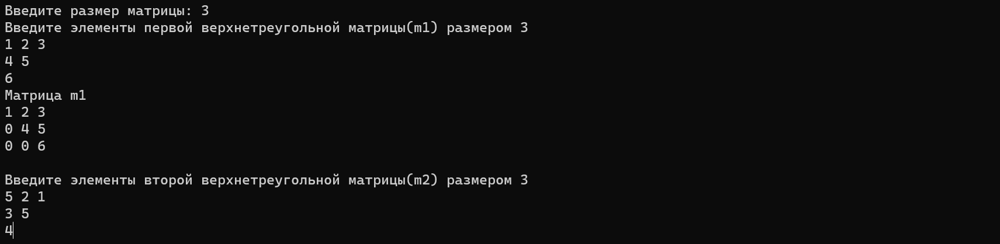 Введите размер матрицы: 3
Введите элементы первой верхнетреугольной матрицы(m1) размером 3
1 2 3
4 5
6
Матрица m1
1 2 3
0 4 5
0 0 6
Введите элементы второй верхнетреугольной матрицы(m2) размером 3
5 2 1
3 5
4